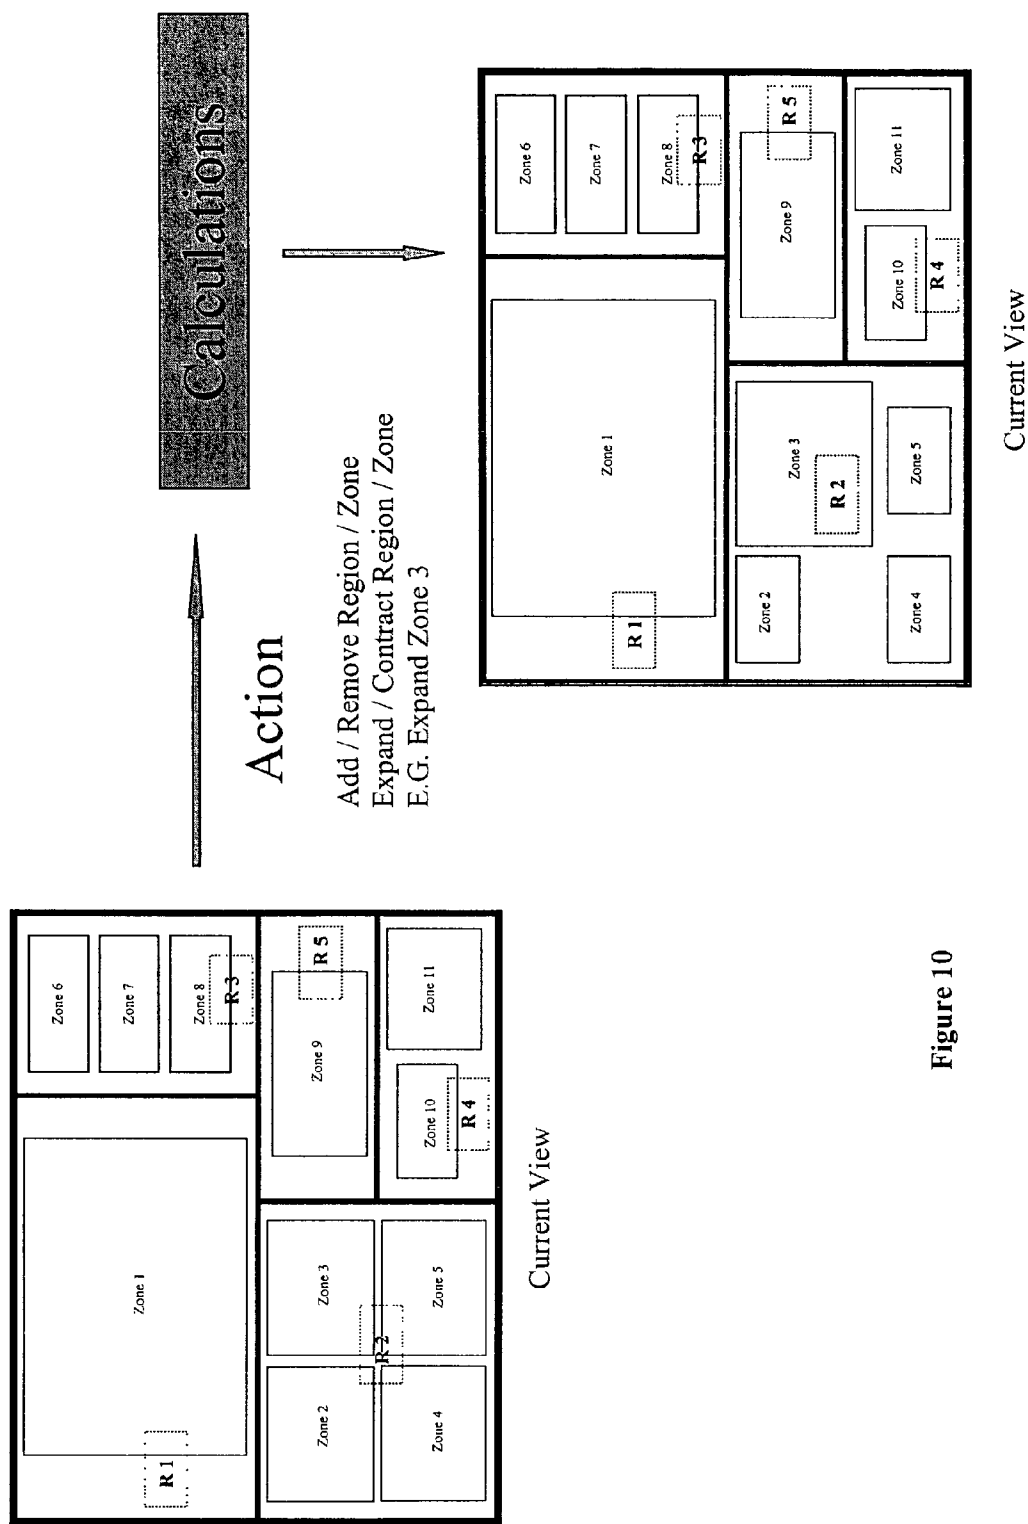 Zone 1
R 1
Zone 6
Zone 7
Zone 8
R 3
Zone 2
Zone 3
R 2
Zone 4
Zone 5
Zone 9
R 5
Zone 10
Zone 11
R 4
Current View
Action
Add / Remove Region / Zone
Expand / Contract Region / Zone
E.G. Expand Zone 3
Calculations
Zone 1
R 1
Zone 6
Zone 7
Zone 8
R 3
Zone 2
Zone 3
R 2
Zone 4
Zone 5
Zone 9
R 5
Zone 10
Zone 11
R 4
Current View
Figure 10